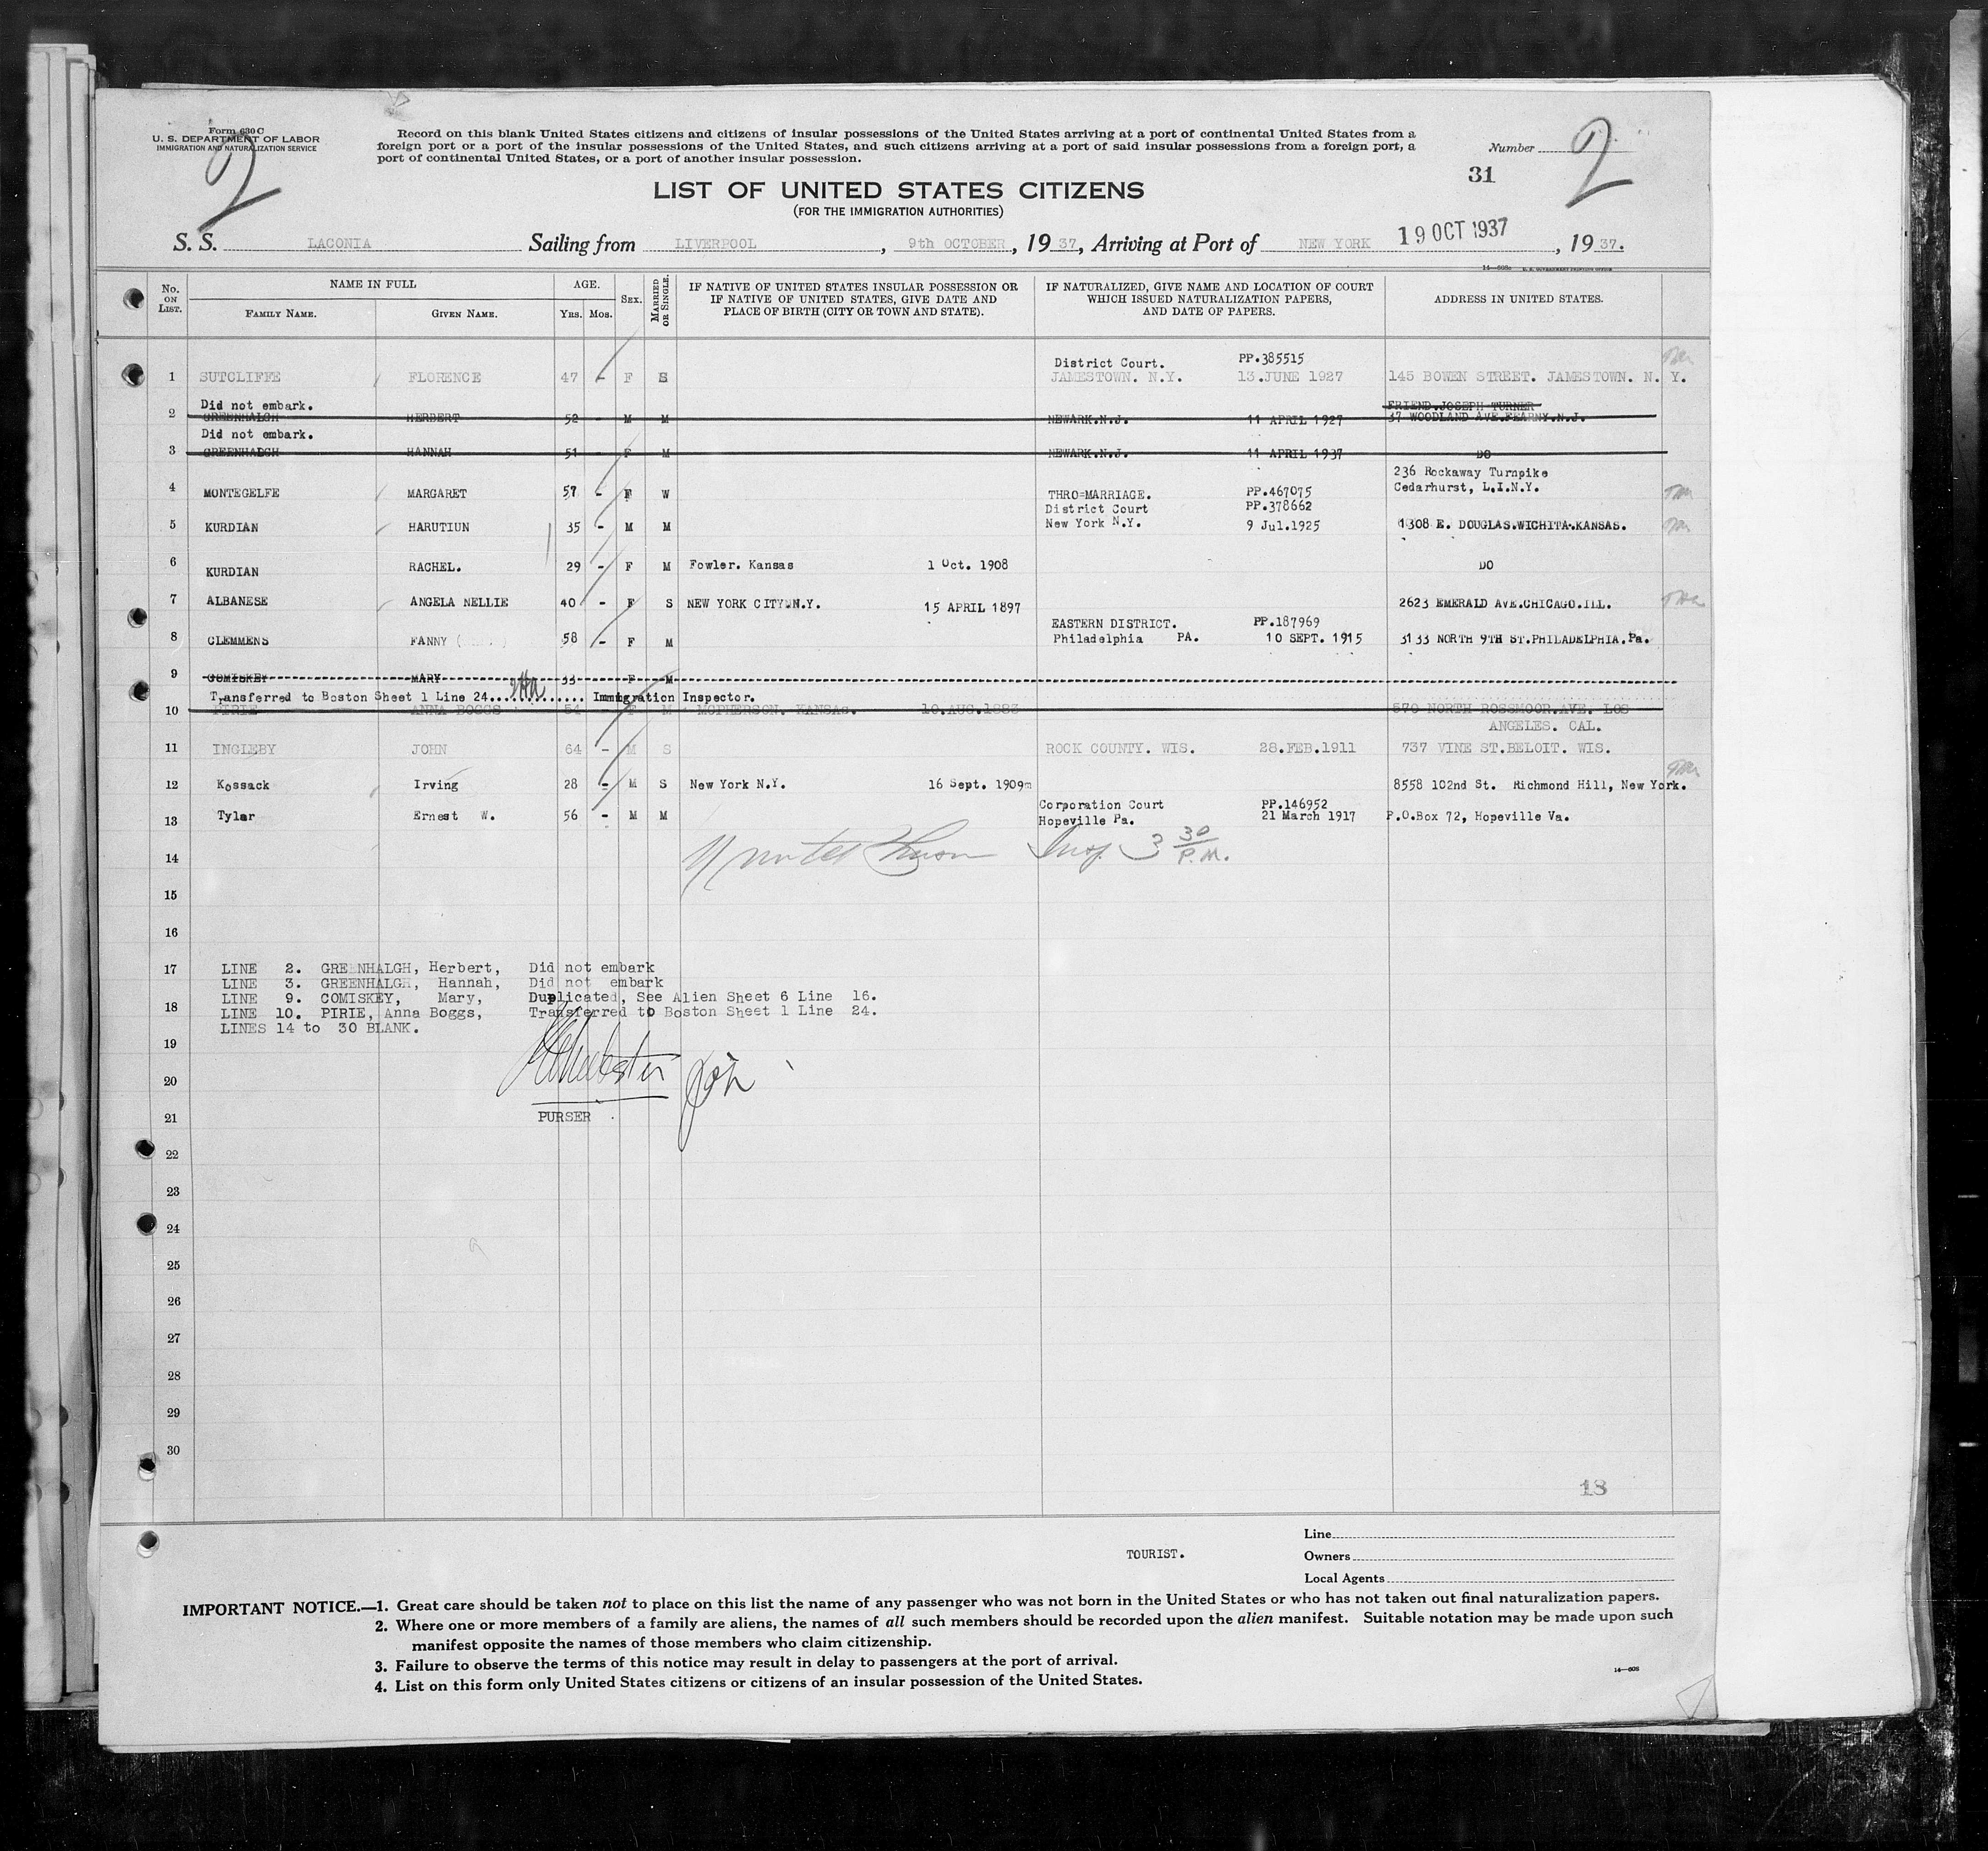 Form 630 C
U. S. DEPARTMENT OF LABOR
IMMIGRATION AND NATURALIZATION SERVICE
2
Record on this blank United States citizens and citizens of insular possessions of the United States arriving at a port of continental United States from a
foreign port or a port of the insular possessions of the United States, and such citizens arriving at a port of said insular possessions from a foreign port, a
port of continental United States, or a port of another insular possession.
Number
2
31
LIST OF UNITED STATES CITIZENS
(FOR THE IMMIGRATION AUTHORITIES)
S. S. LACONIA Sailing from LIVERPOOL, 9th OCTOBER, 19 37, Arriving at Port of NEW YORK 19 OCT 1937, 19 37.
No. ON LIST.
NAME IN FULL
FAMILY NAME.
GIVEN NAME.
AGE.
YRS.
MOS.
SEX.
MARRIED OR SINGLE.
IF NATIVE OF UNITED STATES INSULAR POSSESSION OR
IF NATIVE OF UNITED STATES, GIVE DATE AND
PLACE OF BIRTH (CITY OR TOWN AND STATE).
IF NATURALIZED, GIVE NAME AND LOCATION OF COURT
WHICH ISSUED NATURALIZATION PAPERS,
AND DATE OF PAPERS.
ADDRESS IN UNITED STATES.
District Court. PP.385515
1 SUTCLIFFE FLORENCE 47 - F S JAMESTOWN. N.Y. 13.JUNE 1927 145 BOWEN STREET. JAMESTOWN. N. Y.
Did not embark. FRIEND.JOSEPH TURNER
2 GREENHALGH HERBERT 52 - M M NEWARK.N.J. 11 APRIL 1927 37 WOODLAND AVE.KEARNY.N.J.
Did not embark.
3 GREENHALGH HANNAH 51 - F M NEWARK.N.J. 11 APRIL 1937 DO
236 Rockaway Turnpike
Cedarhurst, L.I.N.Y.
4 MONTEGELFE MARGARET 57 - F W THRO=MARRIAGE. PP.467075
District Court PP.378662
5 KURDIAN HARUTIUN 35 - M M New York N.Y. 9 Jul.1925 1308 E. DOUGLAS.WICHITA.KANSAS.
6 KURDIAN RACHEL. 29 - F M Fowler. Kansas 1 Oct. 1908 DO
7 ALBANESE ANGELA NELLIE 40 - F S NEW YORK CITY.N.Y. 15 APRIL 1897 2623 EMERALD AVE.CHICAGO.ILL.
EASTERN DISTRICT. PP.187969
8 CLEMMENS FANNY 58 - F M Philadelphia PA. 10 SEPT. 1915 3133 NORTH 9TH ST.PHILADELPHIA.Pa.
9 COMISKEY MARY 33 F M
Transferred to Boston Sheet 1 Line 24. Immigration Inspector.
10 PIRIE ANNA BOGGS 54 F M MCPHERSON. KANSAS. 10.AUG.1883 570 NORTH ROSSMOOR.AVE. LOS
ANGELES. CAL.
11 INGLEBY JOHN 64 - M S ROCK COUNTY. WIS. 28.FEB.1911 737 VINE ST.BELOIT. WIS.
12 Kossack Irving 28 - M S New York N.Y. 16 Sept. 1909 8558 102nd St. Richmond Hill, New York.
Corporation Court PP.146952
13 Tylar Ernest W. 56 - M M Hopeville Pa. 21 March 1917 P.O.Box 72, Hopeville Va.
14 Insp. 3 30 P.M.
15
16
17 LINE 2. GREENHALGH, Herbert, Did not embark
LINE 3. GREENHALGH, Hannah, Did not embark
LINE 9. COMISKEY, Mary, Duplicated, See Alien Sheet 6 Line 16.
18 LINE 10. PIRIE, Anna Boggs, Transferred to Boston Sheet 1 Line 24.
LINES 14 to 30 BLANK.
19
20
21 PURSER
22
23
24
25
26
27
28
29
30
18
TOURIST.
Line
Owners
Local Agents
IMPORTANT NOTICE.—1. Great care should be taken not to place on this list the name of any passenger who was not born in the United States or who has not taken out final naturalization papers.
2. Where one or more members of a family are aliens, the names of all such members should be recorded upon the alien manifest. Suitable notation may be made upon such
manifest opposite the names of those members who claim citizenship.
3. Failure to observe the terms of this notice may result in delay to passengers at the port of arrival.
4. List on this form only United States citizens or citizens of an insular possession of the United States.
14—608